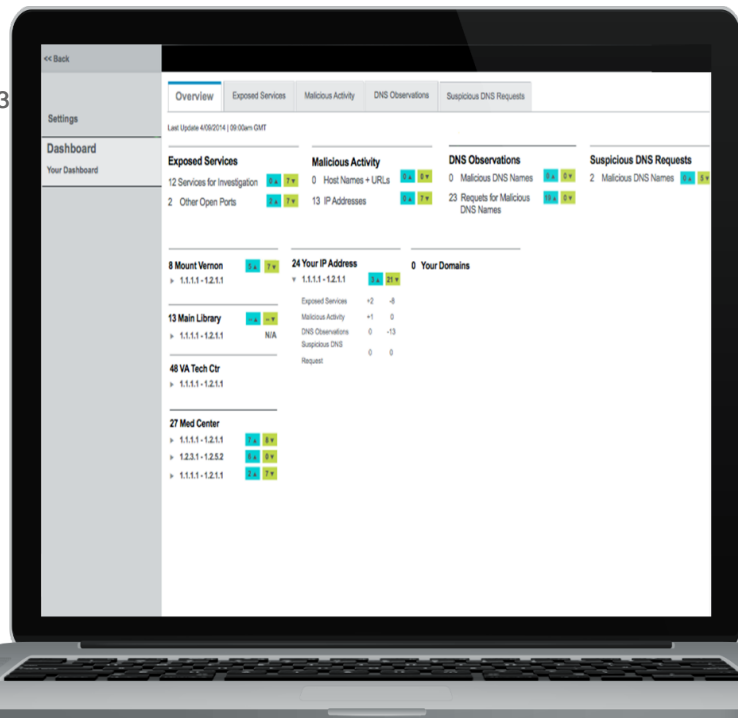 << Back
3
Settings
Dashboard
Your Dashboard
Overview Exposed Services Malicious Activity DNS Observations Suspicious DNS Requests
Last Update 4/09/2014 | 09:00am GMT
Exposed Services
12 Services for Investigation 7▼
2 Other Open Ports 7▼
Malicious Activity
0 Host Names + URLs
13 IP Addresses 7▼
DNS Observations
0 Malicious DNS Names
23 Requets for Malicious
DNS Names
Suspicious DNS Requests
2 Malicious DNS Names
8 Mount Vernon 7▼
▸ 1.1.1.1 - 1.2.1.1
13 Main Library
▸ 1.1.1.1 - 1.2.1.1 N/A
48 VA Tech Ctr
▸ 1.1.1.1 - 1.2.1.1
27 Med Center
▸ 1.1.1.1 - 1.2.1.1
▸ 1.2.3.1 - 1.2.5.2
▸ 1.1.1.1 - 1.2.1.1 7▼
24 Your IP Address
▾ 1.1.1.1 - 1.2.1.1 21▼
Exposed Services +2 -8
Malicious Activity +1 0
DNS Observations 0 -13
Suspicious DNS
Request 0 0
0 Your Domains